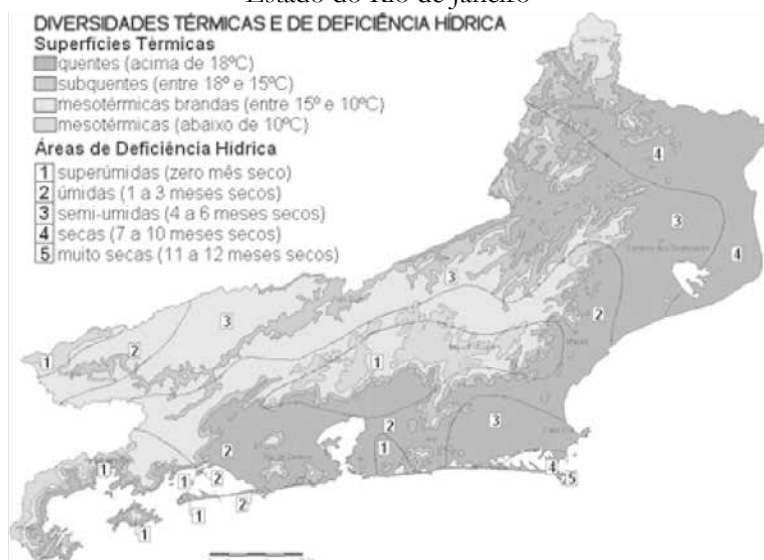 Estado do Rio de Janeiro
DIVERSIDADES TÉRMICAS E DE DEFICIÊNCIA HÍDRICA
Superfícies Térmicas
quentes (acima de 18ºC)
subquentes (entre 18º e 15ºC)
mesotérmicas brandas (entre 15º e 10ºC)
mesotérmicas (abaixo de 10ºC)
Áreas de Deficiência Hídrica
1 superúmidas (zero mês seco)
2 úmidas (1 a 3 meses secos)
3 semi-umidas (4 a 6 meses secos)
4 secas (7 a 10 meses secos)
5 muito secas (11 a 12 meses secos)
4
3
4
3
2
3
2
1
1
2
3
2
1
2
1
1
2
4
5
1
2
1